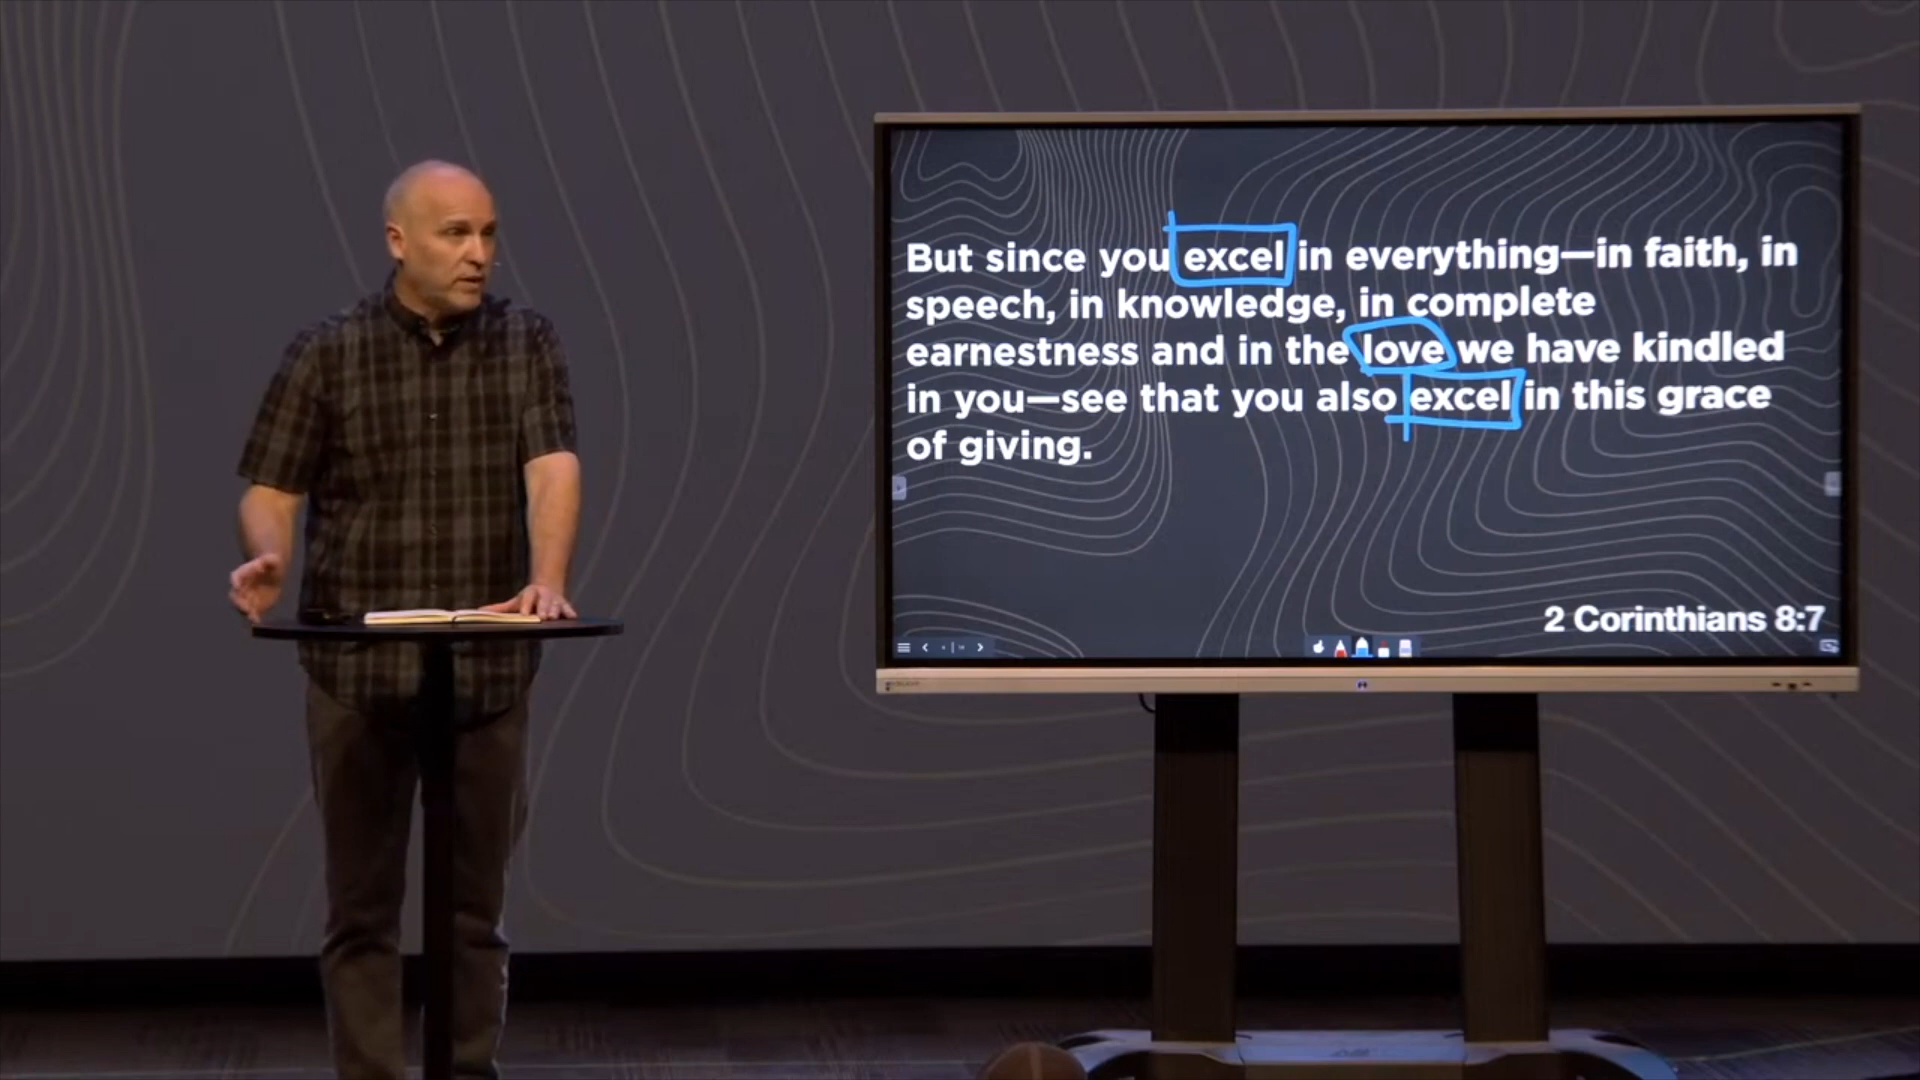 But since you excel in everything—in faith, in
speech, in knowledge, in complete
earnestness and in the love we have kindled
in you—see that you also excel in this grace
of giving.
2 Corinthians 8:7